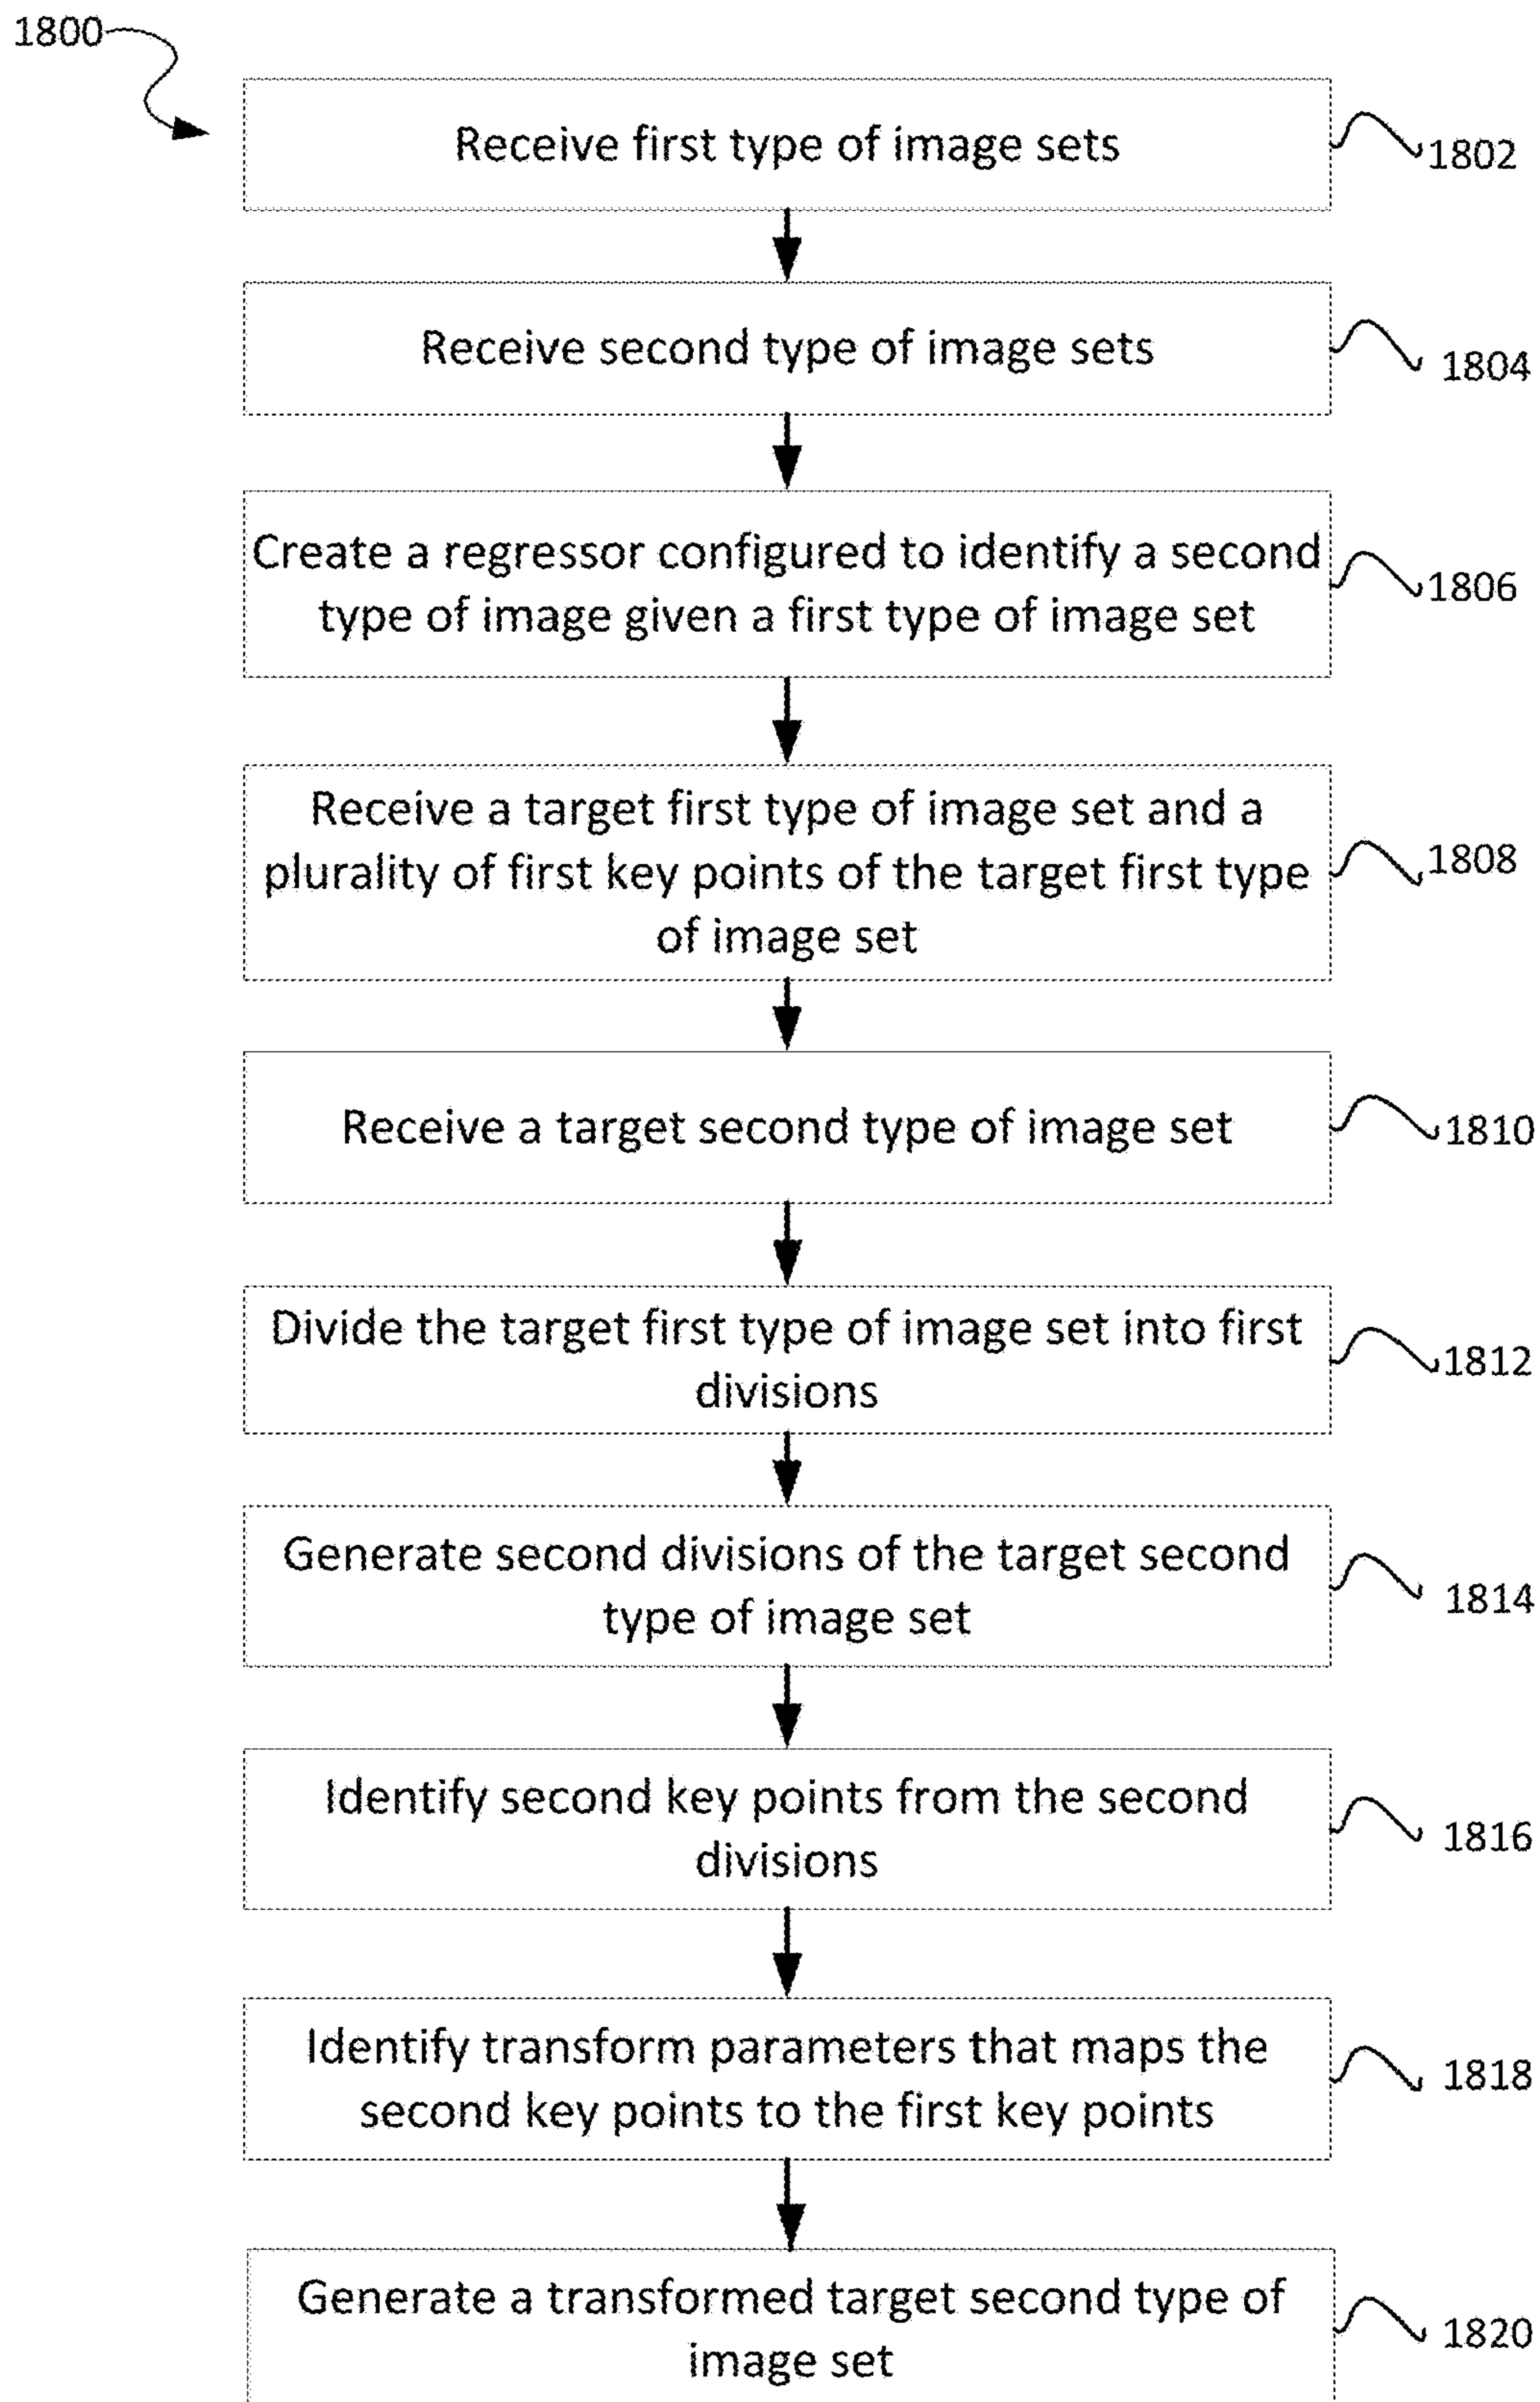 1800
Receive first type of image sets
1802
Receive second type of image sets
1804
Create a regressor configured to identify a second
type of image given a first type of image set
1806
Receive a target first type of image set and a
plurality of first key points of the target first type
of image set
1808
Receive a target second type of image set
1810
Divide the target first type of image set into first
divisions
1812
Generate second divisions of the target second
type of image set
1814
Identify second key points from the second
divisions
1816
Identify transform parameters that maps the
second key points to the first key points
1818
Generate a transformed target second type of
image set
1820